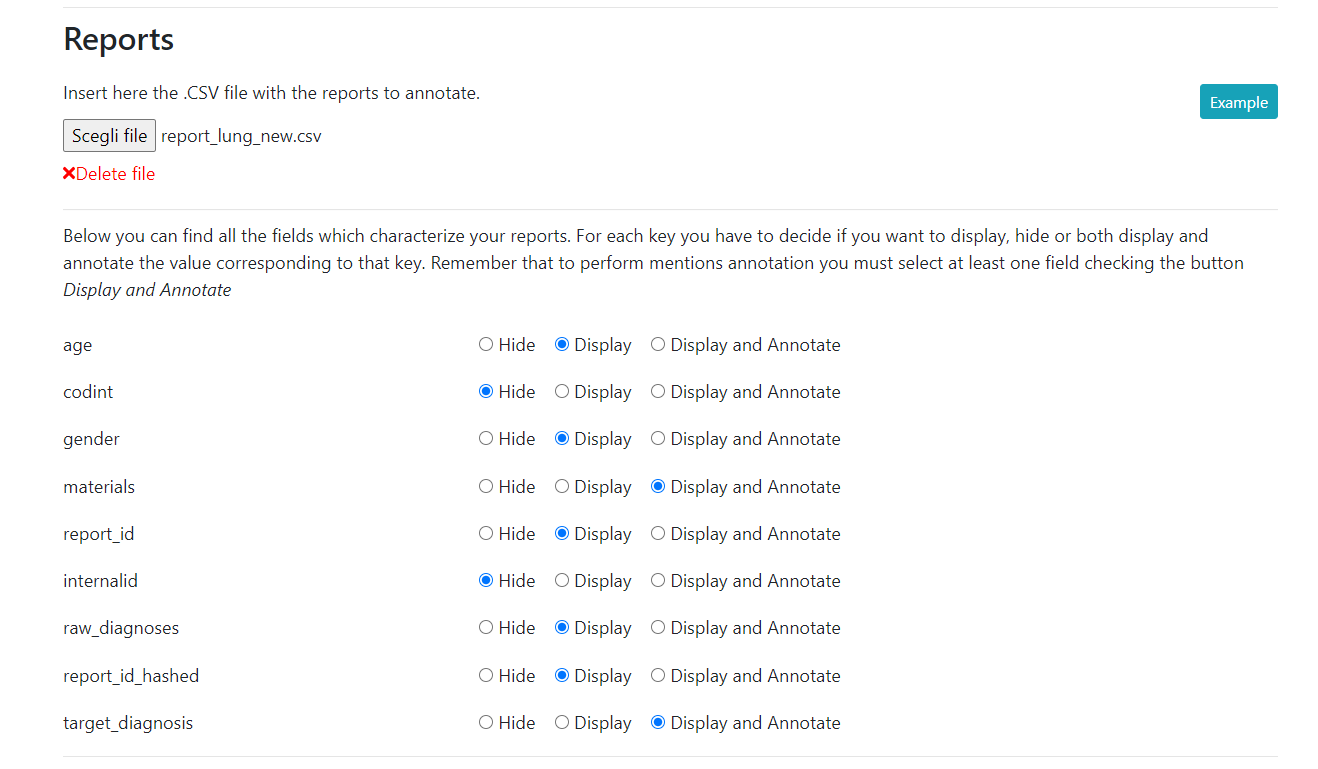 Reports
Insert here the .CSV file with the reports to annotate.
Example
Scegli file report_lung_new.csv
Delete file
Below you can find all the fields which characterize your reports. For each key you have to decide if you want to display, hide or both display and
annotate the value corresponding to that key. Remember that to perform mentions annotation you must select at least one field checking the button
Display and Annotate
age Hide Display Display and Annotate
codint Hide Display Display and Annotate
gender Hide Display Display and Annotate
materials Hide Display Display and Annotate
report_id Hide Display Display and Annotate
internalid Hide Display Display and Annotate
raw_diagnoses Hide Display Display and Annotate
report_id_hashed Hide Display Display and Annotate
target_diagnosis Hide Display Display and Annotate